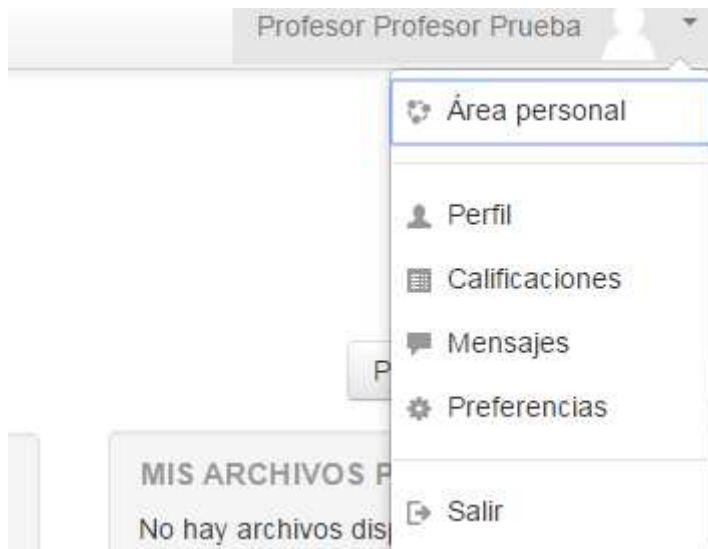 Profesor Profesor Prueba
Área personal
Perfil
Calificaciones
Mensajes
P
Preferencias
MIS ARCHIVOS P
Salir
No hay archivos dis